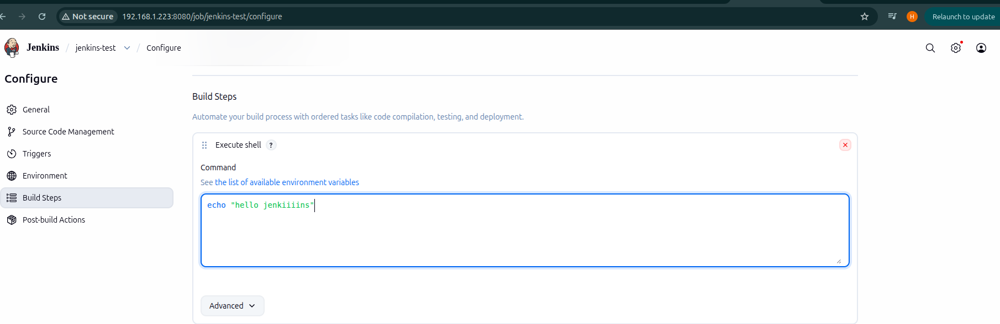 Not secure 192.168.1.223:8080/job/jenkins-test/configure H Relaunch to update
Jenkins / jenkins-test / Configure
Configure
General
Source Code Management
Triggers
Environment
Build Steps
Post-build Actions
Build Steps
Automate your build process with ordered tasks like code compilation, testing, and deployment.
Execute shell ?
Command
See the list of available environment variables
echo "hello jenkiiiins"
Advanced